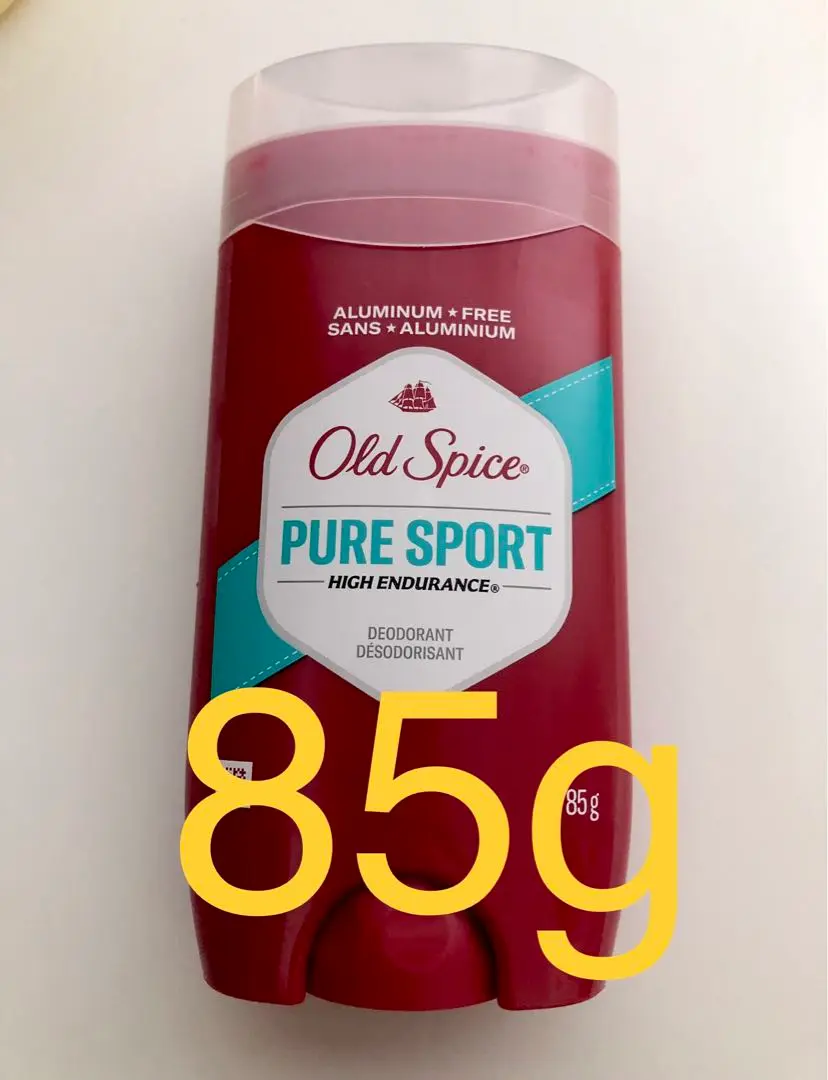 ALUMINUM ★ FREE
SANS ★ ALUMINIUM
Old Spice®
PURE SPORT
HIGH ENDURANCE®
DEODORANT
DÉSODORISANT
85g
85g